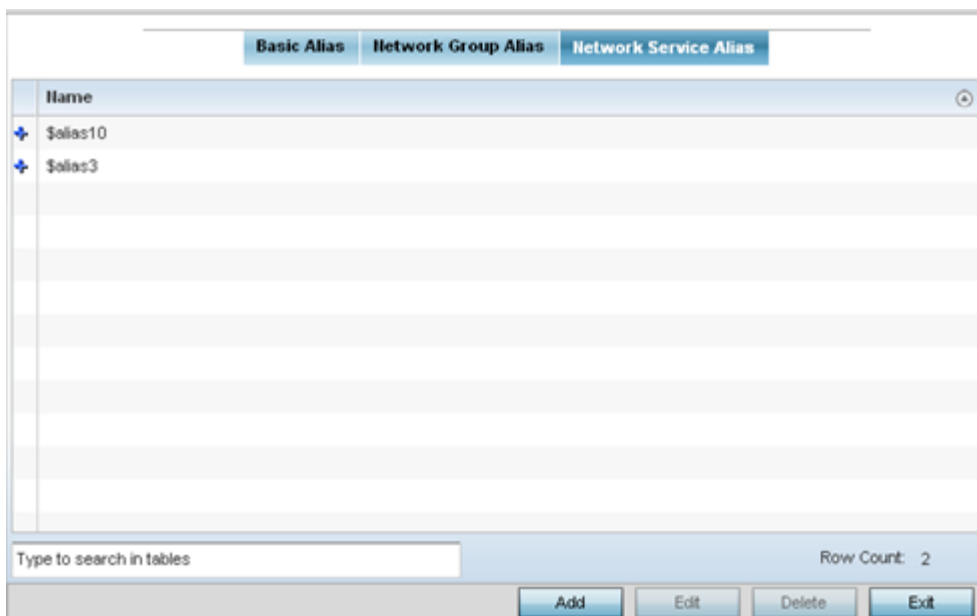 Basic Alias Network Group Alias Network Service Alias
Name
$alias10
$alias3
Type to search in tables Row Count: 2
Add Edit Delete Exit